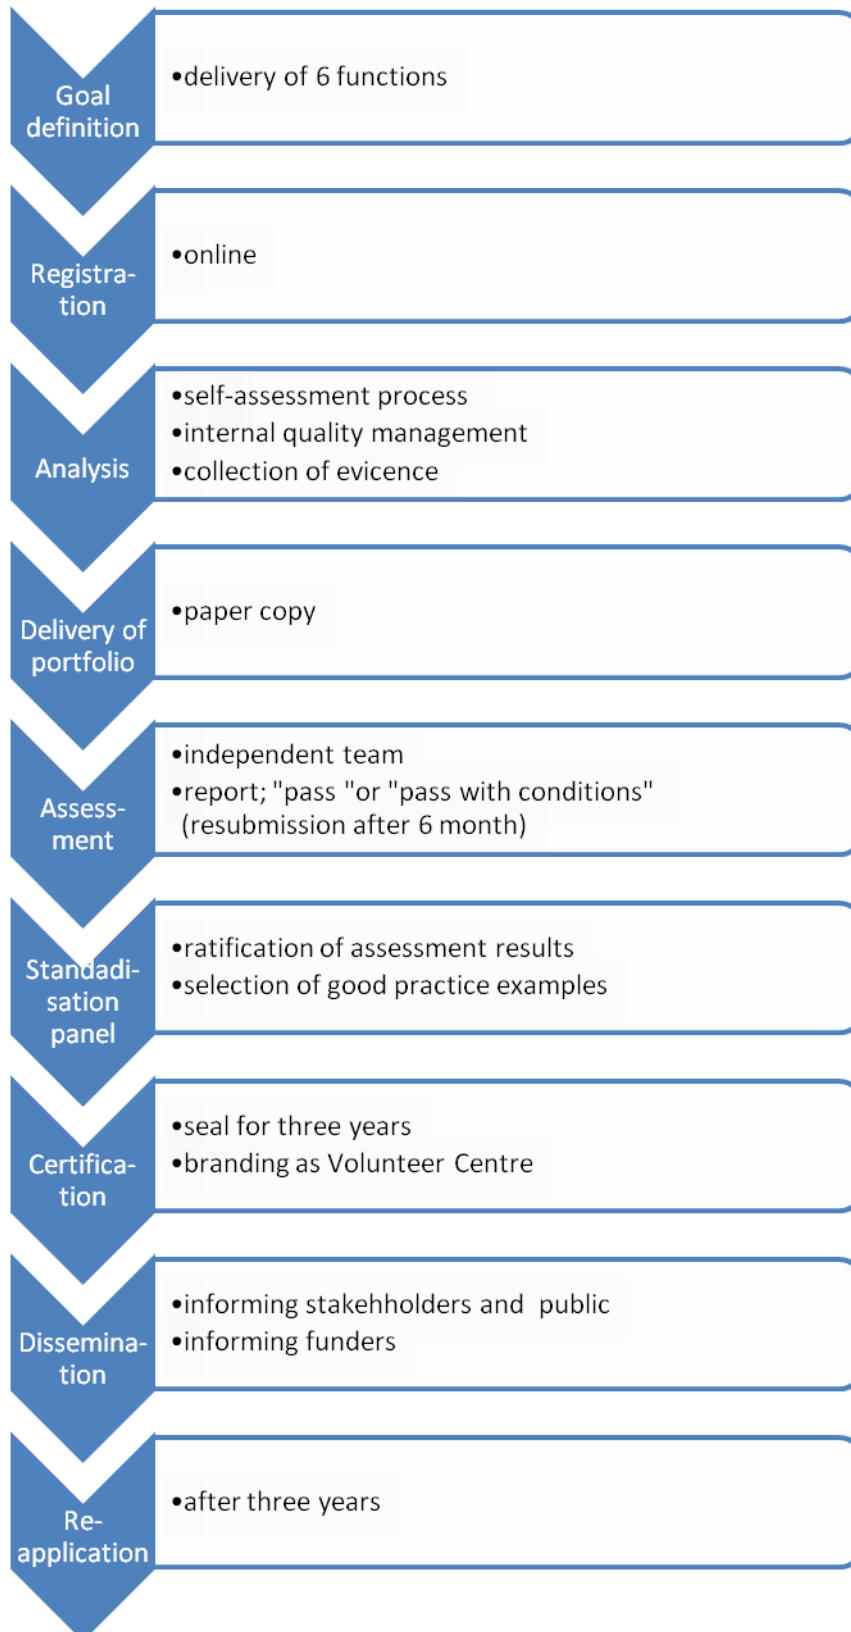 Goal
definition
•delivery of 6 functions
Registra-
tion
•online
Analysis
•self-assessment process
•internal quality management
•collection of evicence
Delivery of
portfolio
•paper copy
Assess-
ment
•independent team
•report; "pass "or "pass with conditions"
(resubmission after 6 month)
Standadi-
sation
panel
•ratification of assessment results
•selection of good practice examples
Certifica-
tion
•seal for three years
•branding as Volunteer Centre
Dissemina-
tion
•informing stakehholders and  public
•informing funders
Re-
application
•after three years